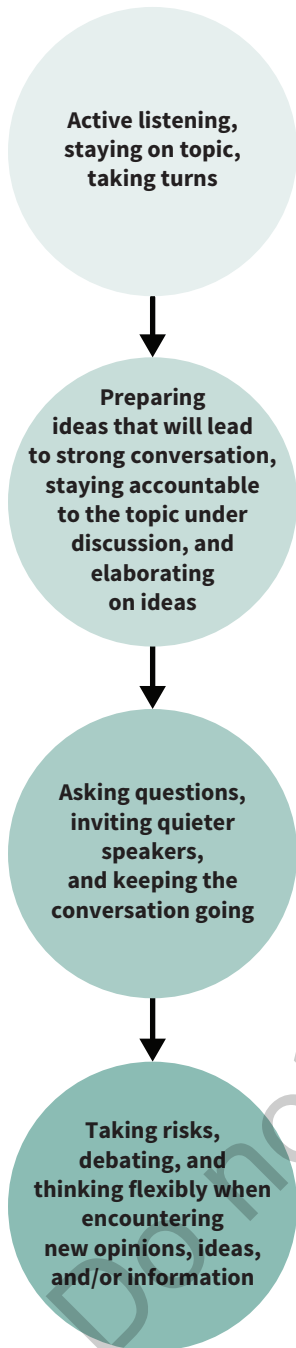 Active listening,
staying on topic,
taking turns
Preparing
ideas that will lead
to strong conversation,
staying accountable
to the topic under
discussion, and
elaborating
on ideas
Asking questions,
inviting quieter
speakers,
and keeping the
conversation going
Taking risks,
debating, and
thinking flexibly when
encountering
new opinions, ideas,
and/or information
Do no